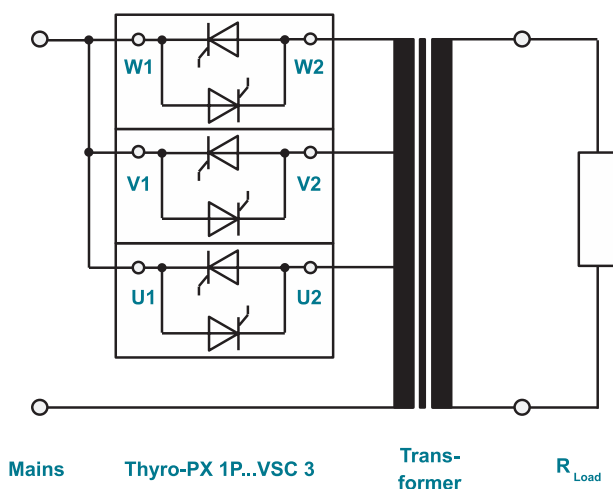 W1 W2
V1 V2
U1 U2
Mains Thyro-PX 1P...VSC 3 Trans-
former R Load